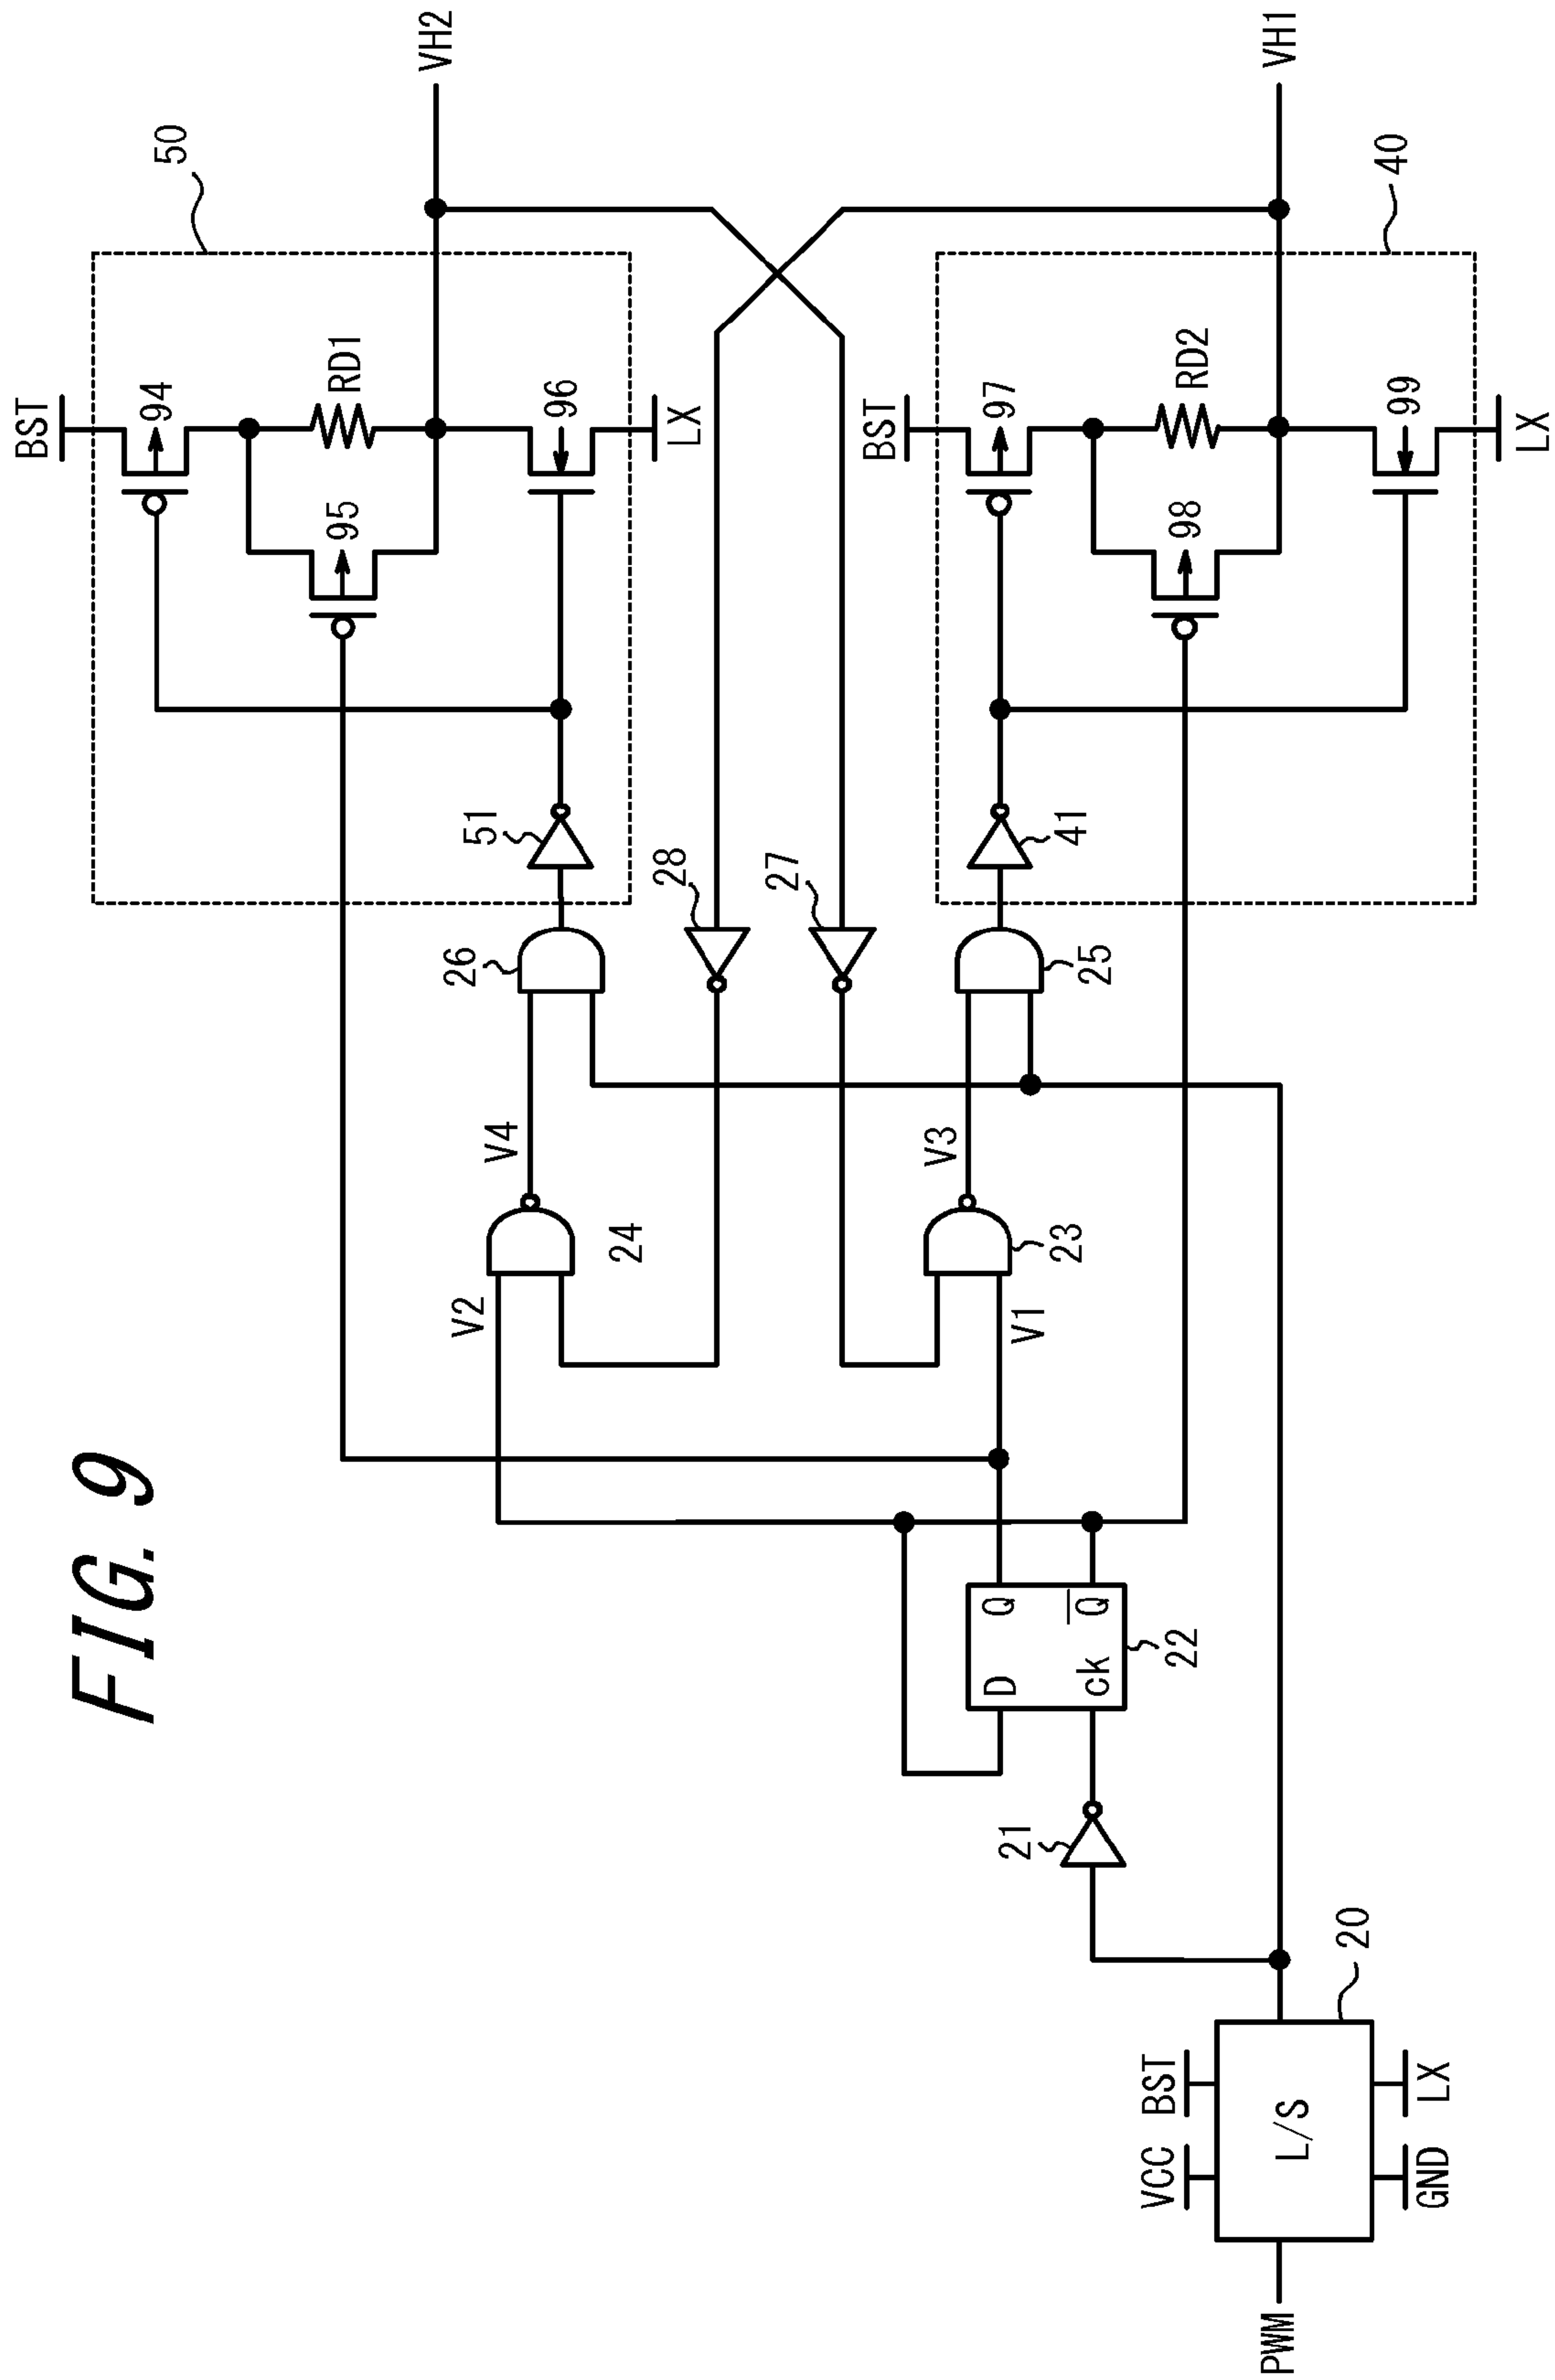 FIG. 9
PWM
VCC
BST
L/S
GND
LX
20
21
D
Q
ck
Q̅
22
V2
V1
24
23
V4
V3
26
25
28
27
51
41
50
BST
94
95
RD1
96
LX
VH2
40
BST
97
98
RD2
99
LX
VH1